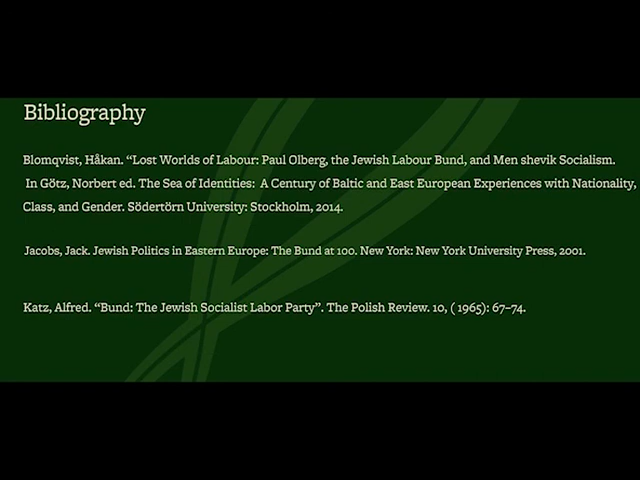 Bibliography
Blomqvist, Håkan. “Lost Worlds of Labour: Paul Olberg, the Jewish Labour Bund, and Men shevik Socialism.
In Götz, Norbert ed. The Sea of Identities: A Century of Baltic and East European Experiences with Nationality,
Class, and Gender. Södertörn University: Stockholm, 2014.
Jacobs, Jack. Jewish Politics in Eastern Europe: The Bund at 100. New York: New York University Press, 2001.
Katz, Alfred. “Bund: The Jewish Socialist Labor Party”. The Polish Review. 10, ( 1965): 67–74.